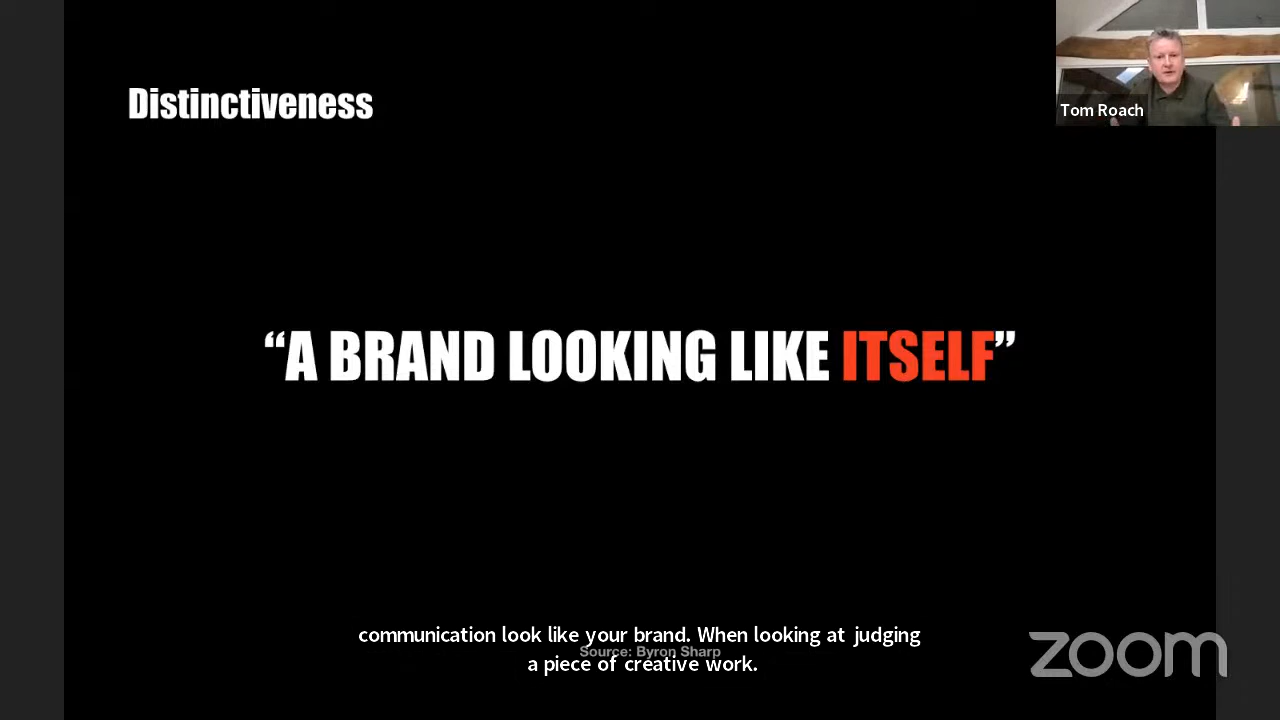 Distinctiveness
Tom Roach
“A BRAND LOOKING LIKE ITSELF”
communication look like your brand. When looking at judging
Source: Byron Sharp
a piece of creative work.
zoom